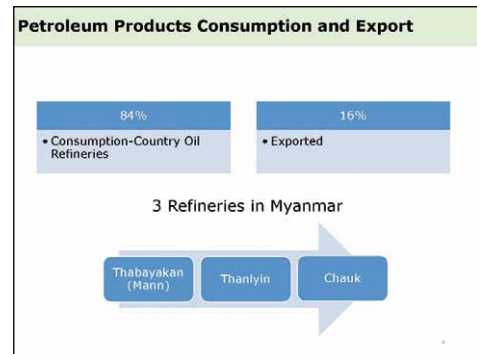 Petroleum Products Consumption and Export
84%
• Consumption-Country Oil
Refineries
16%
• Exported
3 Refineries in Myanmar
Thabayakan
(Mann)
Thanlyin
Chauk